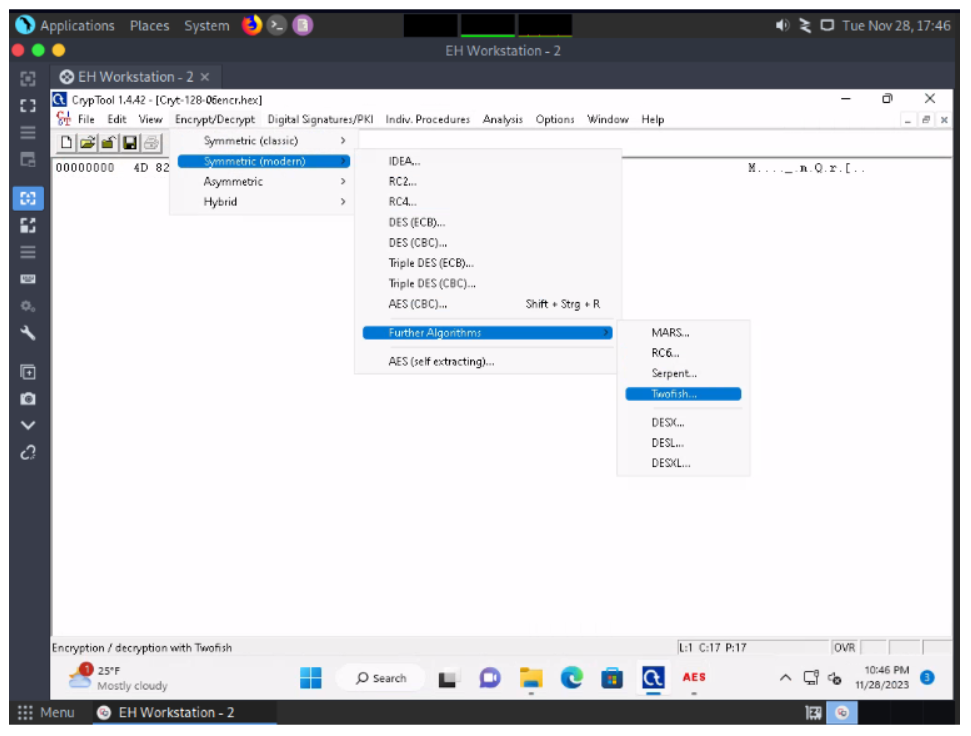 Applications Places System Tue Nov 28, 17:46
EH Workstation - 2
EH Workstation - 2 ×
CrypTool 1.4.42 - [Cryt-128-06encr.hex]
File Edit View Encrypt/Decrypt Digital Signatures/PKI Indiv. Procedures Analysis Options Window Help
Symmetric (classic)
00000000 4D 82 Symmetric (modern) IDEA... M...._.n.Q.r.[..
Asymmetric RC2...
Hybrid RC4...
DES (ECB)...
DES (CBC)...
Triple DES (ECB)...
Triple DES (CBC)...
AES (CBC)... Shift + Strg + R
Further Algorithms MARS...
RC6...
AES (self extracting)...
Serpent...
Twofish...
DESX...
DESL...
DESXL...
Encryption / decryption with Twofish L:1 C:17 P:17 OVR
1 25°F
Mostly cloudy
Search
AES
10:46 PM
11/28/2023
3
Menu EH Workstation - 2